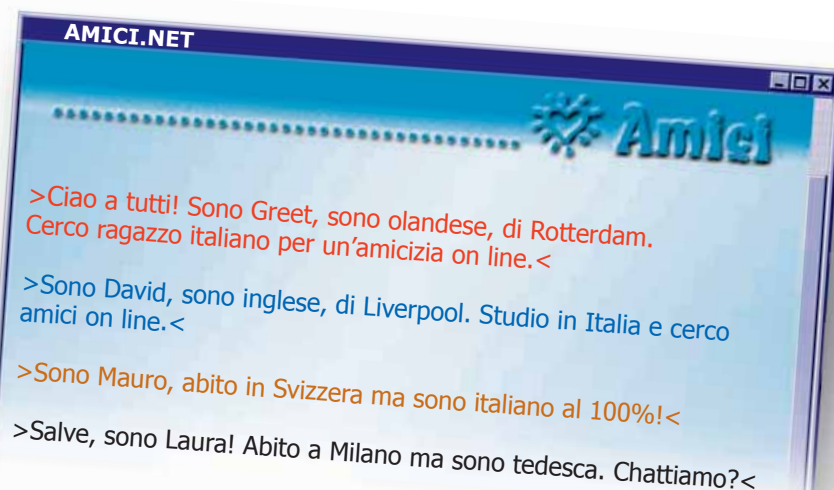 AMICI.NET
Amici
>Ciao a tutti! Sono Greet, sono olandese, di Rotterdam.
Cerco ragazzo italiano per un'amicizia on line.<
>Sono David, sono inglese, di Liverpool. Studio in Italia e cerco
amici on line.<
>Sono Mauro, abito in Svizzera ma sono italiano al 100%!<
>Salve, sono Laura! Abito a Milano ma sono tedesca. Chattiamo?<